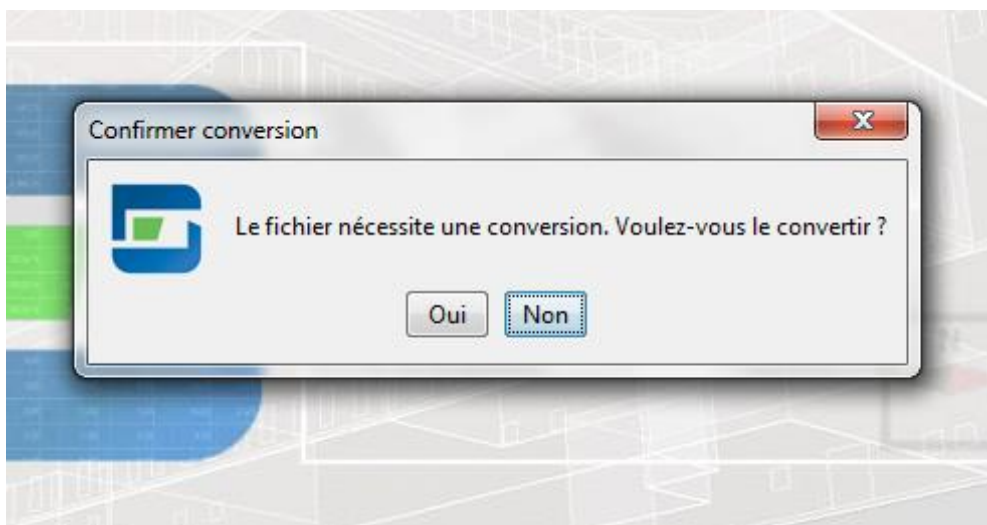 Confirmer conversion
Le fichier nécessite une conversion. Voulez-vous le convertir ?
Oui
Non